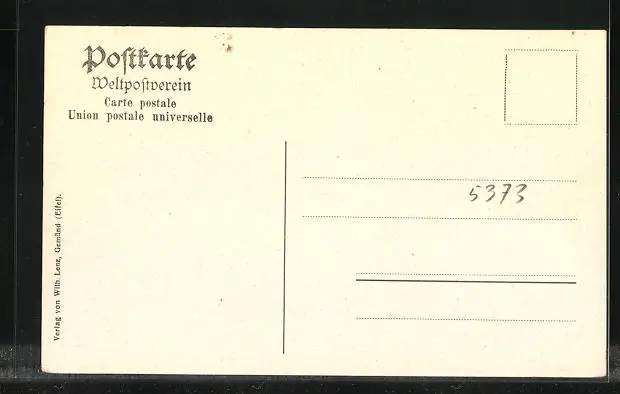 Poſtkarte
Weltpoſtverein
Carte postale
Union postale universelle
5373
Verlag von Wilh. Lenz, Gemünd (Eifel).